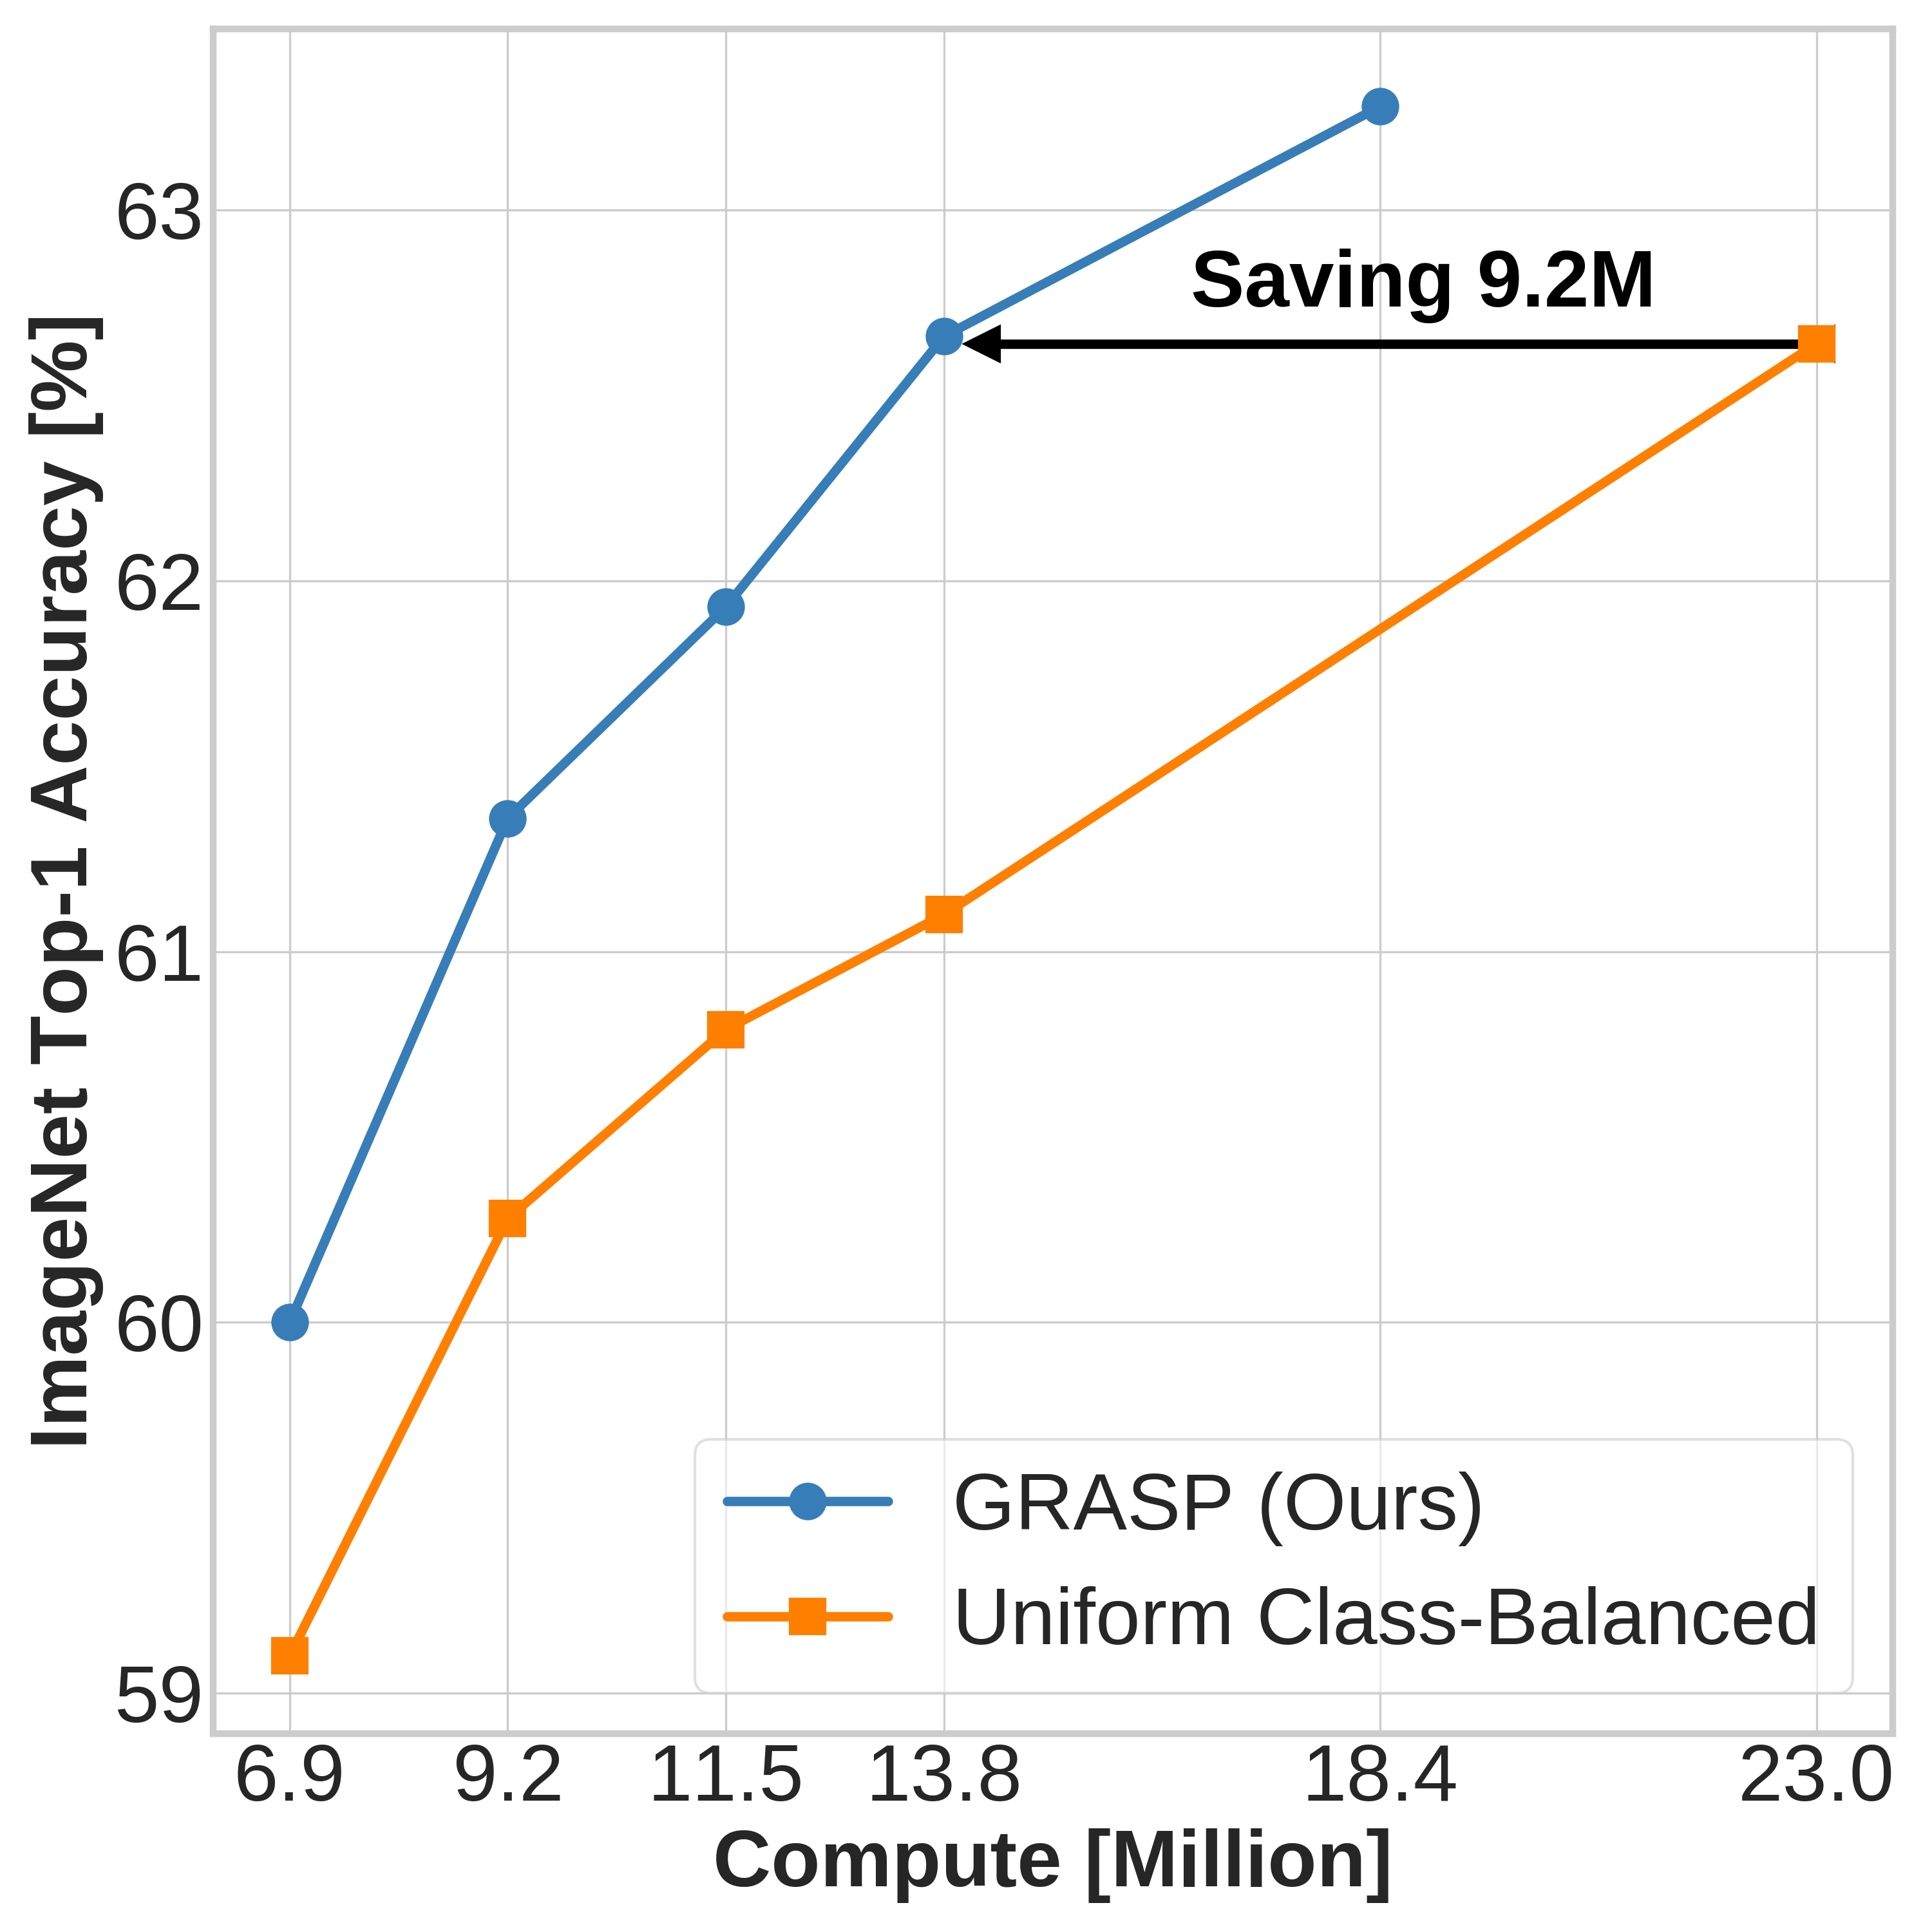 ImageNet Top-1 Accuracy [%]
63
62
61
60
59
Saving 9.2M
GRASP (Ours)
Uniform Class-Balanced
6.9 9.2 11.5 13.8 18.4 23.0
Compute [Million]